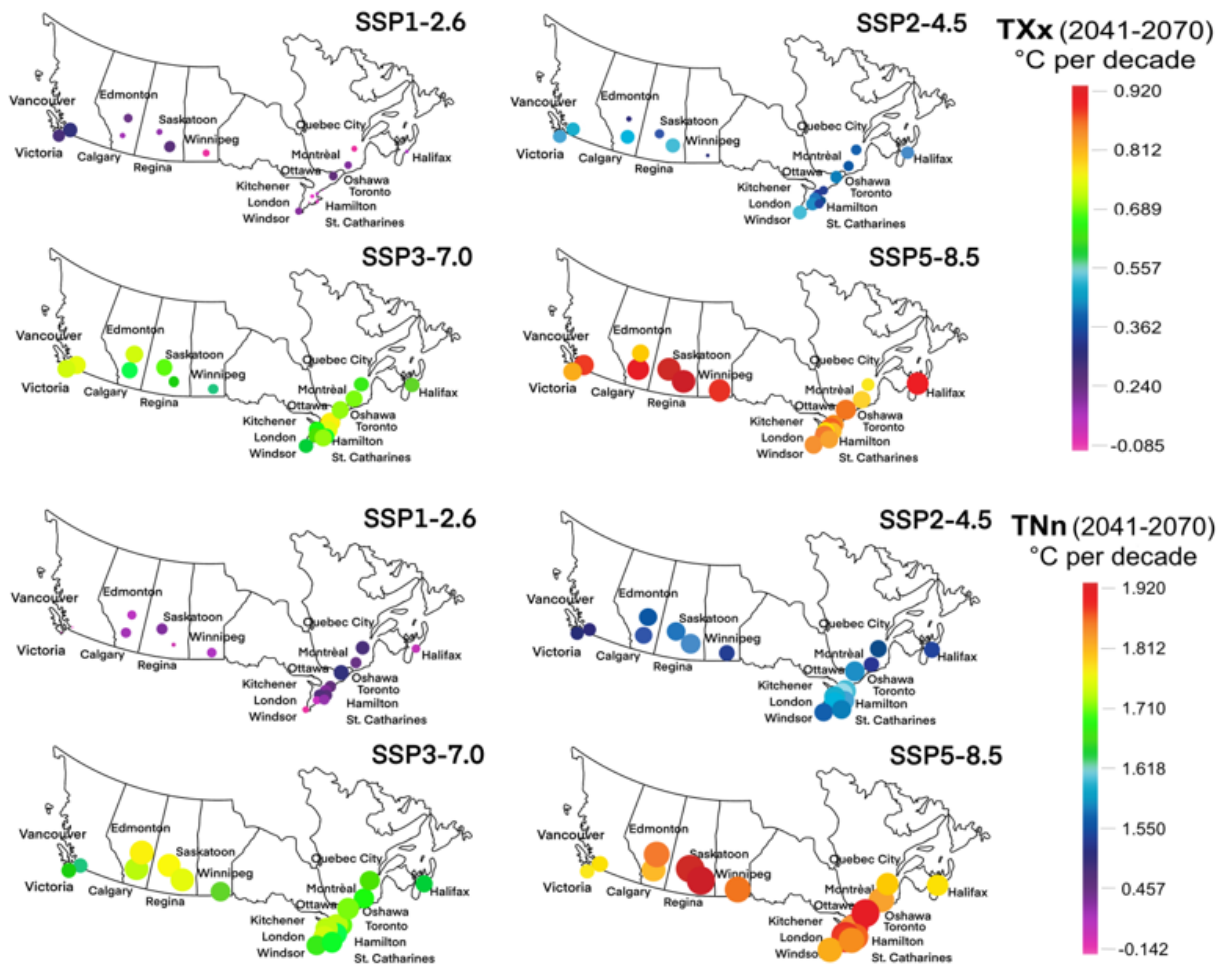 SSP1-2.6
Vancouver
Edmonton
Saskatoon
Winnipeg
Victoria
Calgary
Regina
Quebec City
Montrèal
Halifax
Ottawa
Oshawa
Kitchener
Toronto
London
Hamilton
Windsor
St. Catharines
SSP2-4.5
Vancouver
Edmonton
Saskatoon
Winnipeg
Victoria
Calgary
Regina
Quebec City
Montrèal
Halifax
Ottawa
Oshawa
Kitchener
Toronto
London
Hamilton
Windsor
St. Catharines
TXx (2041-2070)
°C per decade
0.920
0.812
0.689
0.557
0.362
0.240
-0.085
SSP3-7.0
Vancouver
Edmonton
Saskatoon
Winnipeg
Victoria
Calgary
Regina
Quebec City
Montrèal
Halifax
Ottawa
Oshawa
Kitchener
Toronto
London
Hamilton
Windsor
St. Catharines
SSP5-8.5
Vancouver
Edmonton
Saskatoon
Winnipeg
Victoria
Calgary
Regina
Quebec City
Montrèal
Halifax
Ottawa
Oshawa
Kitchener
Toronto
London
Hamilton
Windsor
St. Catharines
SSP1-2.6
Vancouver
Edmonton
Saskatoon
Winnipeg
Victoria
Calgary
Regina
Quebec City
Montrèal
Halifax
Ottawa
Oshawa
Kitchener
Toronto
London
Hamilton
Windsor
St. Catharines
SSP2-4.5
Vancouver
Edmonton
Saskatoon
Winnipeg
Victoria
Calgary
Regina
Quebec City
Montrèal
Halifax
Ottawa
Oshawa
Kitchener
Toronto
London
Hamilton
Windsor
St. Catharines
TNn (2041-2070)
°C per decade
1.920
1.812
1.710
1.618
1.550
0.457
-0.142
SSP3-7.0
Vancouver
Edmonton
Saskatoon
Winnipeg
Victoria
Calgary
Regina
Quebec City
Montrèal
Halifax
Ottawa
Oshawa
Kitchener
Toronto
London
Hamilton
Windsor
St. Catharines
SSP5-8.5
Vancouver
Edmonton
Saskatoon
Winnipeg
Victoria
Calgary
Regina
Quebec City
Montrèal
Halifax
Ottawa
Oshawa
Kitchener
Toronto
London
Hamilton
Windso
St. Catharines